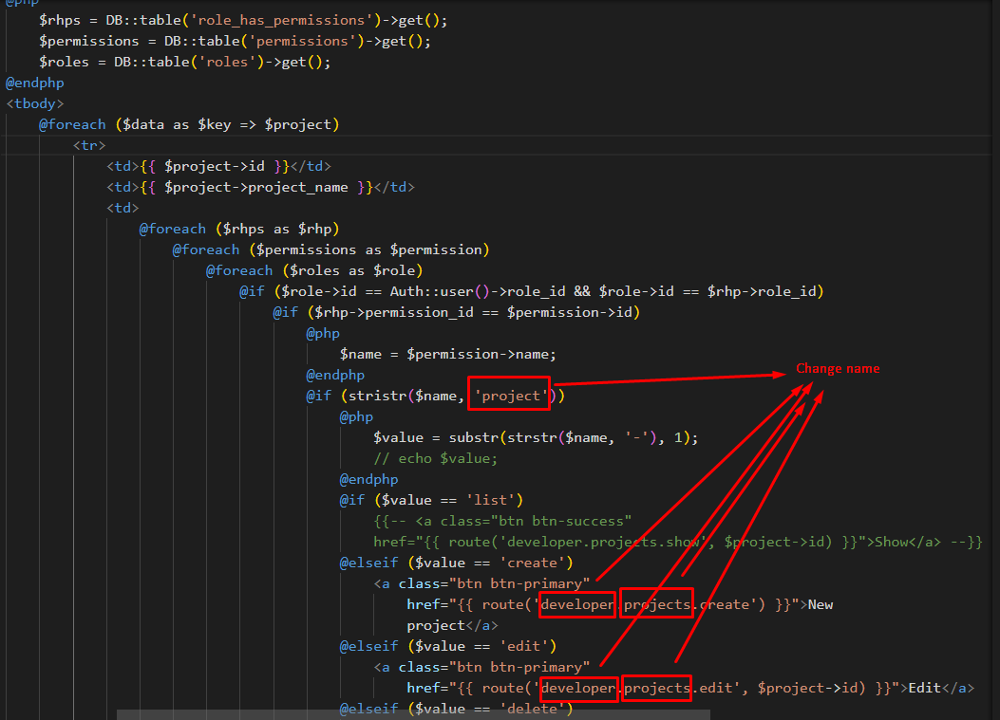 @php
$rhps = DB::table('role_has_permissions')->get();
$permissions = DB::table('permissions')->get();
$roles = DB::table('roles')->get();
@endphp
<tbody>
@foreach ($data as $key => $project)
<tr>
<td>{{ $project->id }}</td>
<td>{{ $project->project_name }}</td>
<td>
@foreach ($rhps as $rhp)
@foreach ($permissions as $permission)
@foreach ($roles as $role)
@if ($role->id == Auth::user()->role_id && $role->id == $rhp->role_id)
@if ($rhp->permission_id == $permission->id)
@php
$name = $permission->name;
Change name
@endphp
@if (stristr($name, 'project'))
@php
$value = substr(strstr($name, '-'), 1);
// echo $value;
@endphp
@if ($value == 'list')
{{-- <a class="btn btn-success"
href="{{ route('developer.projects.show', $project->id) }}">Show</a> --}}
@elseif ($value == 'create')
<a class="btn btn-primary"
href="{{ route('developer.projects.create') }}">New
project</a>
@elseif ($value == 'edit')
<a class="btn btn-primary"
href="{{ route('developer.projects.edit', $project->id) }}">Edit</a>
@elseif ($value == 'delete')